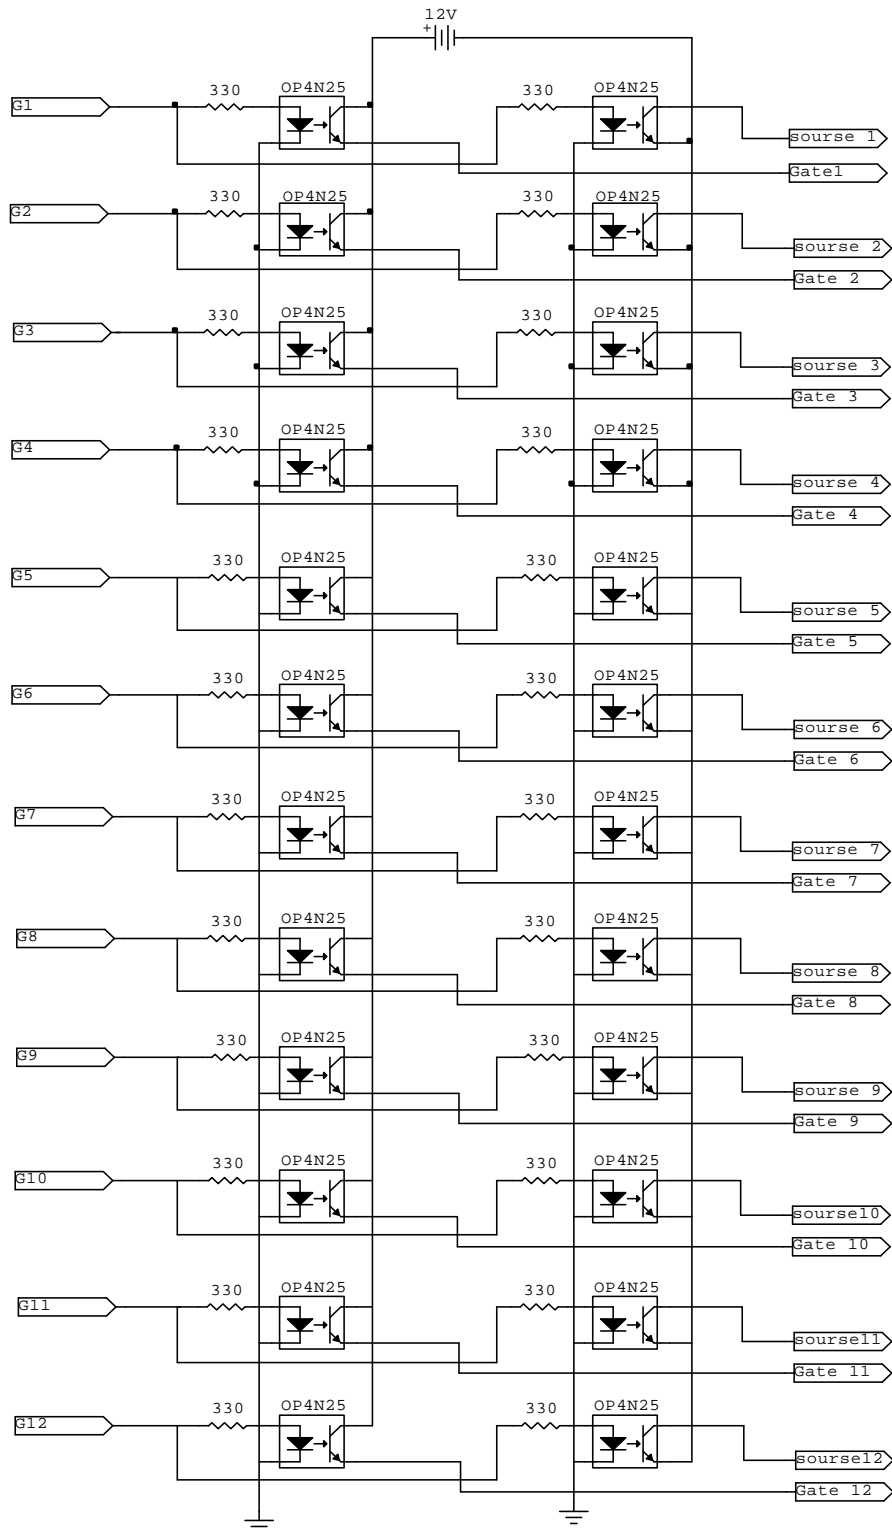 12V
+
330 OP4N25 330 OP4N25
G1
sourse 1
Gate1
330 OP4N25 330 OP4N25
G2
sourse 2
Gate 2
330 OP4N25 330 OP4N25
G3
sourse 3
Gate 3
330 OP4N25 330 OP4N25
G4
sourse 4
Gate 4
330 OP4N25 330 OP4N25
G5
sourse 5
Gate 5
330 OP4N25 330 OP4N25
G6
sourse 6
Gate 6
330 OP4N25 330 OP4N25
G7
sourse 7
Gate 7
330 OP4N25 330 OP4N25
G8
sourse 8
Gate 8
330 OP4N25 330 OP4N25
G9
sourse 9
Gate 9
330 OP4N25 330 OP4N25
G10
sourse10
Gate 10
330 OP4N25 330 OP4N25
G11
sourse11
Gate 11
330 OP4N25 330 OP4N25
G12
sourse12
Gate 12